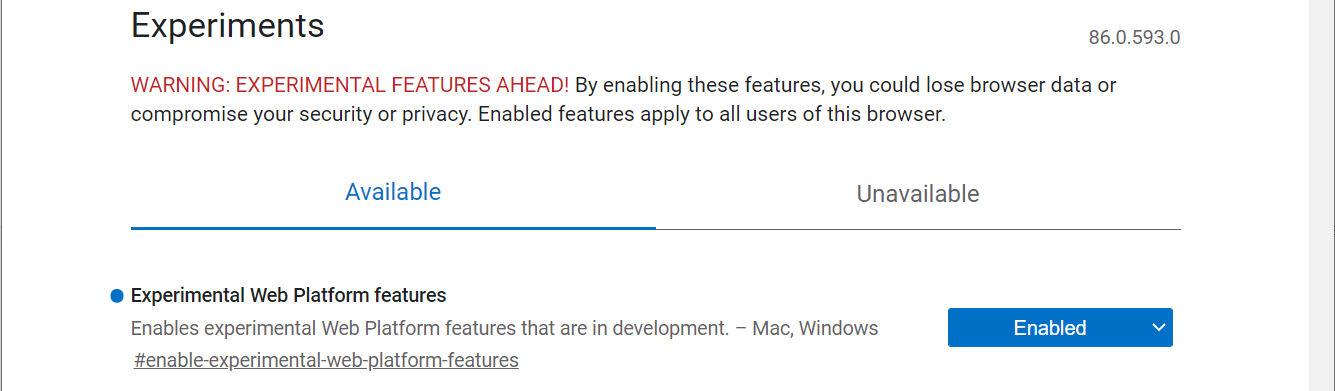 Experiments
86.0.593.0
WARNING: EXPERIMENTAL FEATURES AHEAD! By enabling these features, you could lose browser data or
compromise your security or privacy. Enabled features apply to all users of this browser.
Available
Unavailable
Experimental Web Platform features
Enables experimental Web Platform features that are in development. – Mac, Windows
#enable-experimental-web-platform-features
Enabled